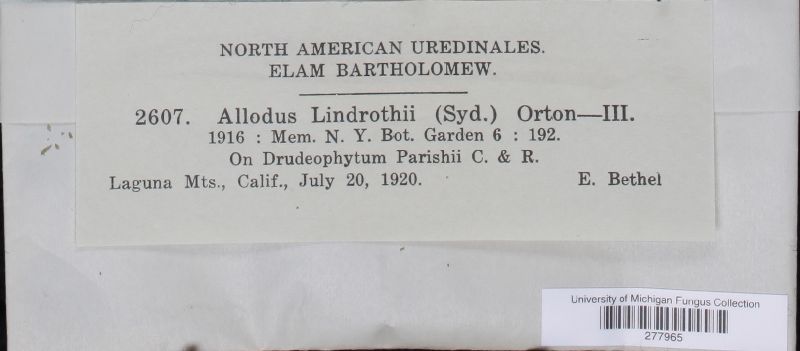 NORTH AMERICAN UREDINALES.
ELAM BARTHOLOMEW.
2607. Allodus Lindrothii (Syd.) Orton—III.
1916 : Mem. N. Y. Bot. Garden 6 : 192.
On Drudeophytum Parishii C. & R.
Laguna Mts., Calif., July 20, 1920. E. Bethel
University of Michigan Fungus Collection
277965